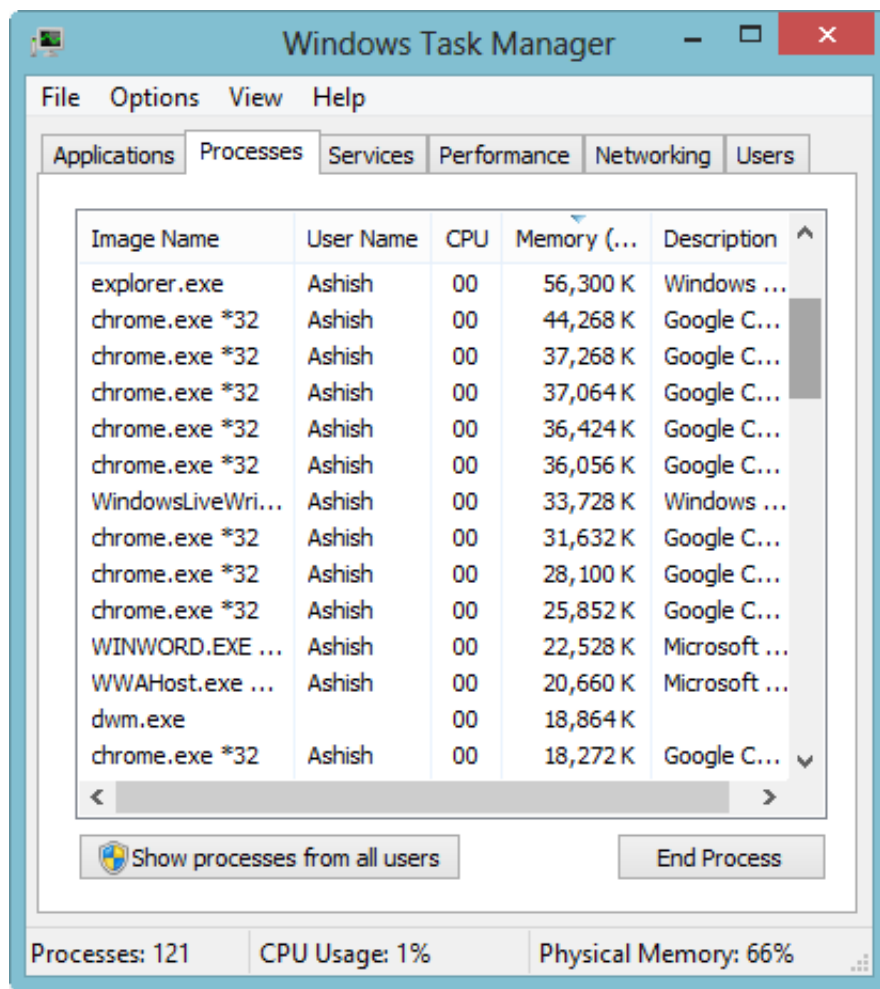 Windows Task Manager
File Options View Help
Applications Processes Services Performance Networking Users
Image Name User Name CPU Memory (... Description
explorer.exe Ashish 00 56,300 K Windows ...
chrome.exe *32 Ashish 00 44,268 K Google C...
chrome.exe *32 Ashish 00 37,268 K Google C...
chrome.exe *32 Ashish 00 37,064 K Google C...
chrome.exe *32 Ashish 00 36,424 K Google C...
chrome.exe *32 Ashish 00 36,056 K Google C...
WindowsLiveWri... Ashish 00 33,728 K Windows ...
chrome.exe *32 Ashish 00 31,632 K Google C...
chrome.exe *32 Ashish 00 28,100 K Google C...
chrome.exe *32 Ashish 00 25,852 K Google C...
WINWORD.EXE ... Ashish 00 22,528 K Microsoft ...
WWAHost.exe ... Ashish 00 20,660 K Microsoft ...
dwm.exe 00 18,864 K
chrome.exe *32 Ashish 00 18,272 K Google C...
Show processes from all users End Process
Processes: 121 CPU Usage: 1% Physical Memory: 66%